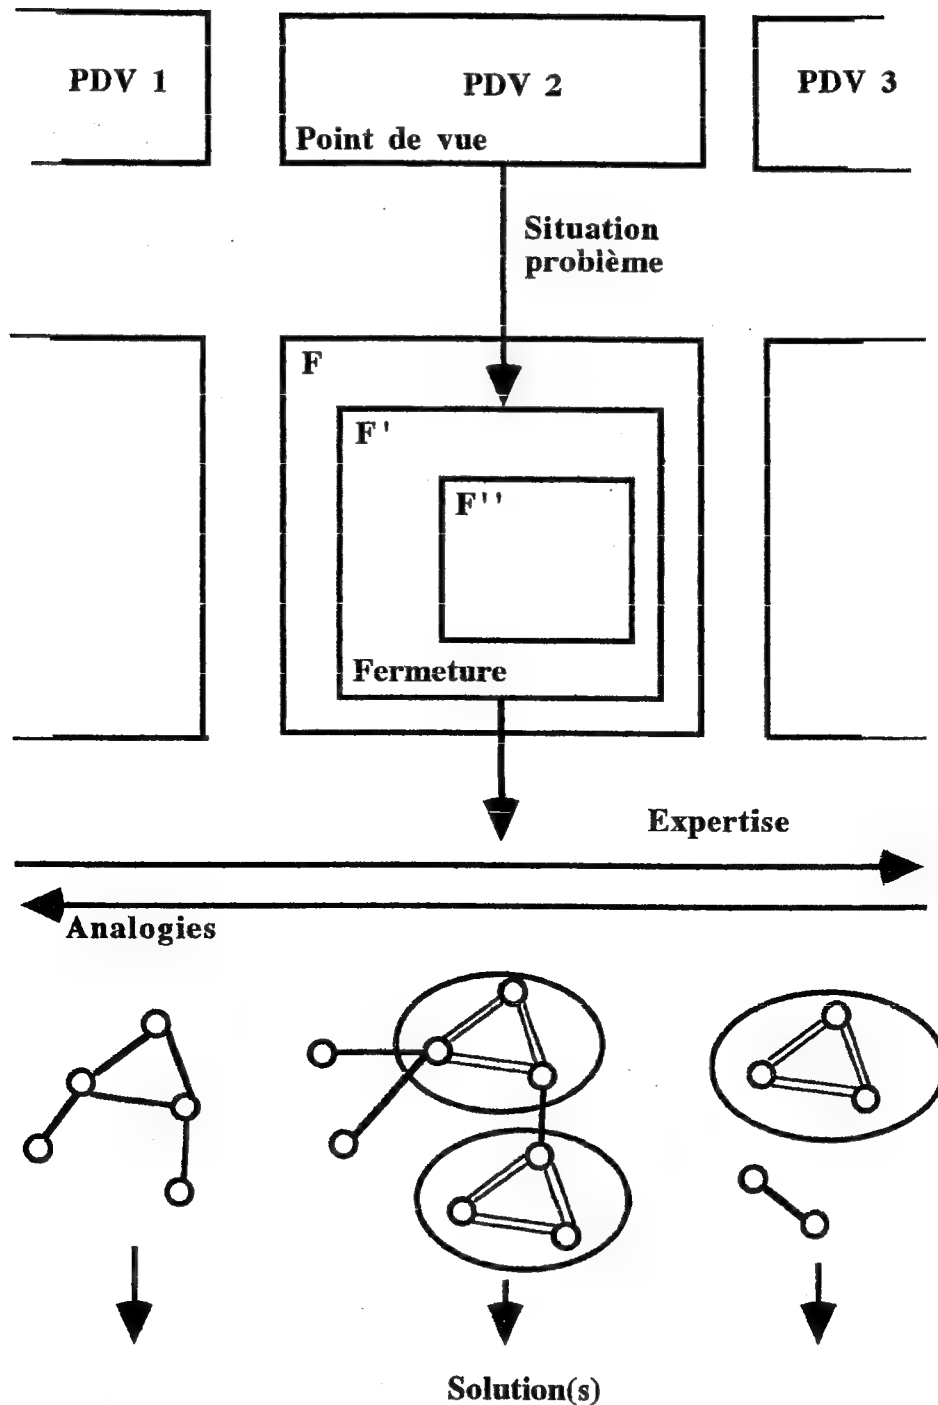 PDV 1
PDV 2
PDV 3
Point de vue
Situation
problème
F
F'
F''
Fermeture
Expertise
Analogies
Solution(s)